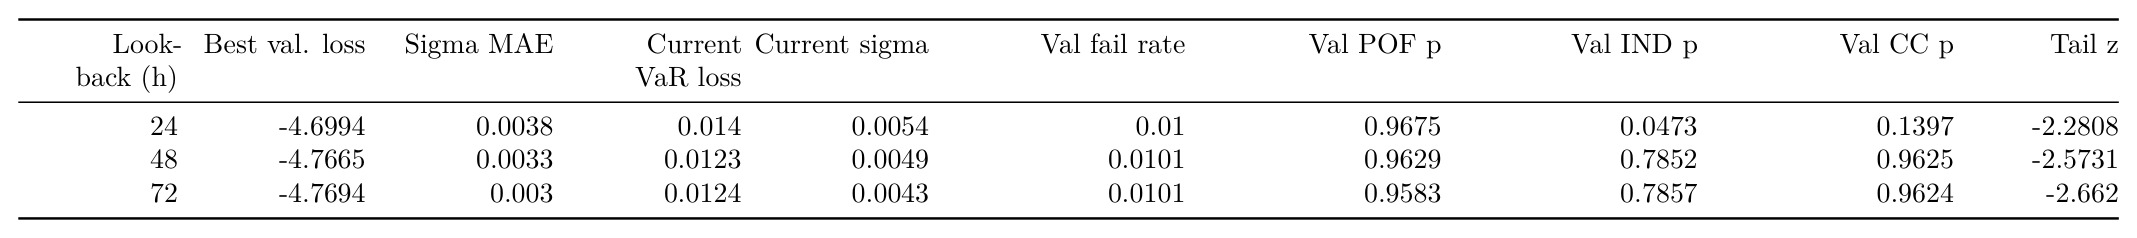 Look- Best val. loss Sigma MAE Current Current sigma Val fail rate Val POF p Val IND p Val CC p Tail z
back (h) VaR loss
24 -4.6994 0.0038 0.014 0.0054 0.01 0.9675 0.0473 0.1397 -2.2808
48 -4.7665 0.0033 0.0123 0.0049 0.0101 0.9629 0.7852 0.9625 -2.5731
72 -4.7694 0.003 0.0124 0.0043 0.0101 0.9583 0.7857 0.9624 -2.662